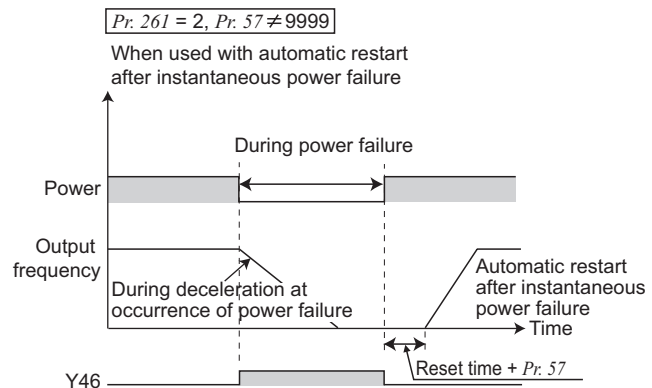 Pr. 261 = 2, Pr. 57 ≠ 9999
When used with automatic restart
after instantaneous power failure
During power failure
Power
Output
frequency
During deceleration at
occurrence of power failure
Automatic restart
after instantaneous
power failure
Time
Reset time + Pr. 57
Y46